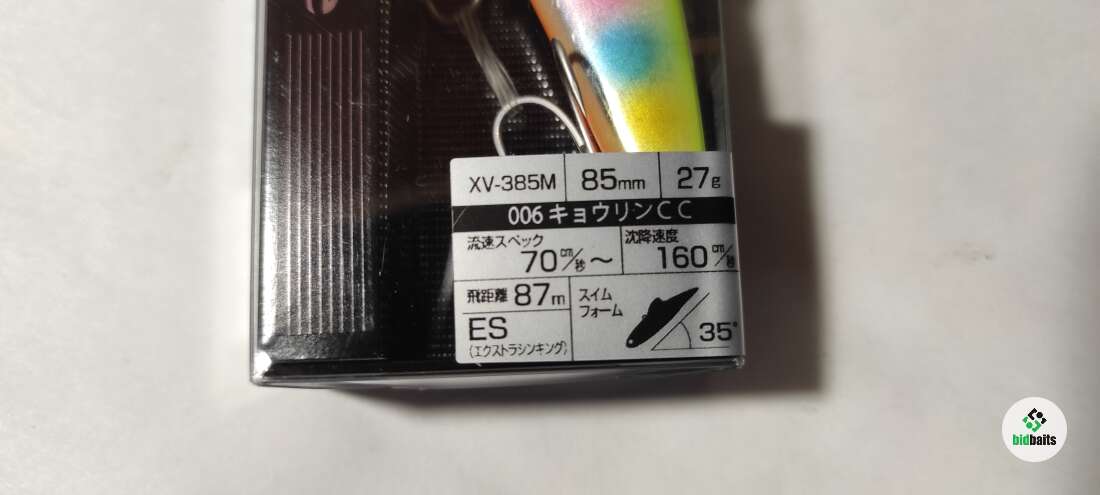 XV-385M 85mm 27g
006 キョウリンCC
流速スペック 沈降速度
70cm/秒〜 160cm/秒
飛距離 87m スイム
フォーム
ES 35°
(エクストラシンキング)
bidbaits